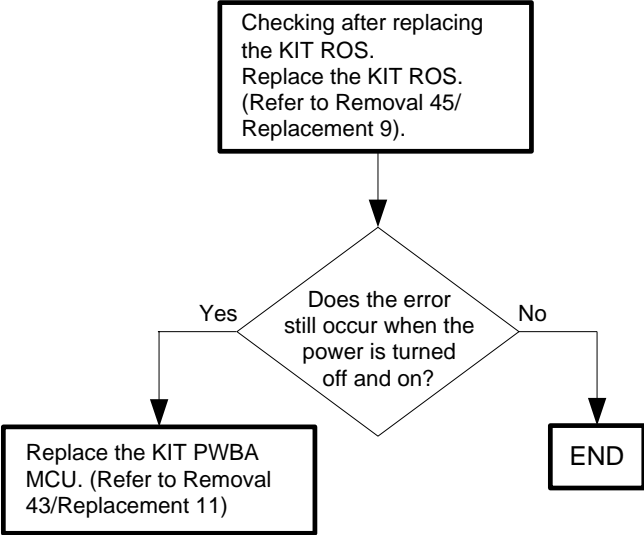 Checking after replacing
the KIT ROS.
Replace the KIT ROS.
(Refer to Removal 45/
Replacement 9).
Does the error
still occur when the
power is turned
off and on?
Yes
No
Replace the KIT PWBA
MCU. (Refer to Removal
43/Replacement 11)
END